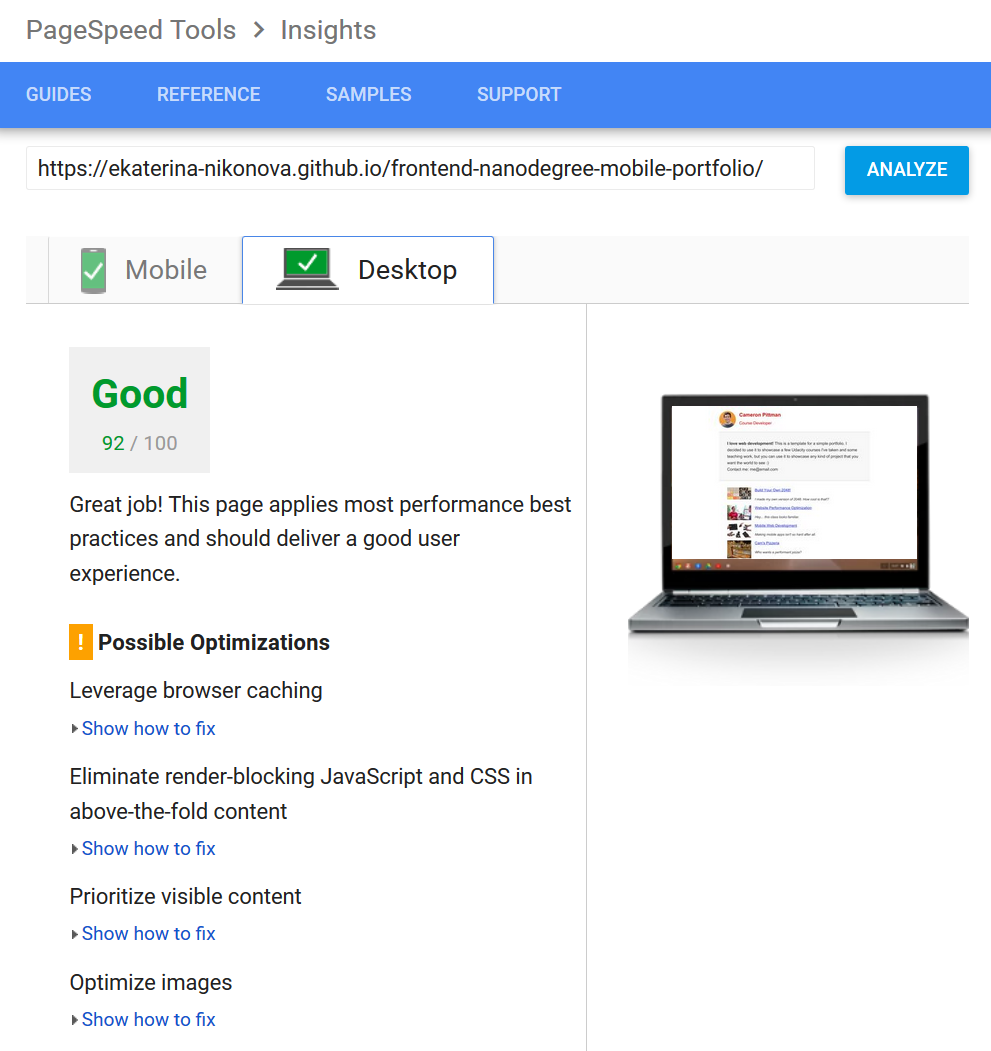 PageSpeed Tools > Insights
GUIDES REFERENCE SAMPLES SUPPORT
https://ekaterina-nikonova.github.io/frontend-nanodegree-mobile-portfolio/ ANALYZE
Mobile Desktop
Good
92 / 100
Great job! This page applies most performance best
practices and should deliver a good user
experience.
! Possible Optimizations
Leverage browser caching
Show how to fix
Eliminate render-blocking JavaScript and CSS in
above-the-fold content
Show how to fix
Prioritize visible content
Show how to fix
Optimize images
Show how to fix
Cameron Pittman
Course Developer
I love web development! This is a template for a simple portfolio. I
decided to use it to showcase a few Udacity courses I've taken and some
teaching work, but you can use it to showcase any kind of project that you
want the world to see :)
Contact me: me@email.com
Build Your Own 2048!
I made my own version of 2048. How cool is that?
Website Performance Optimization
Hey... this class looks familiar.
Mobile Web Development
Making mobile apps isn't so hard after all.
Cam's Pizzeria
Who wants a performant pizza?